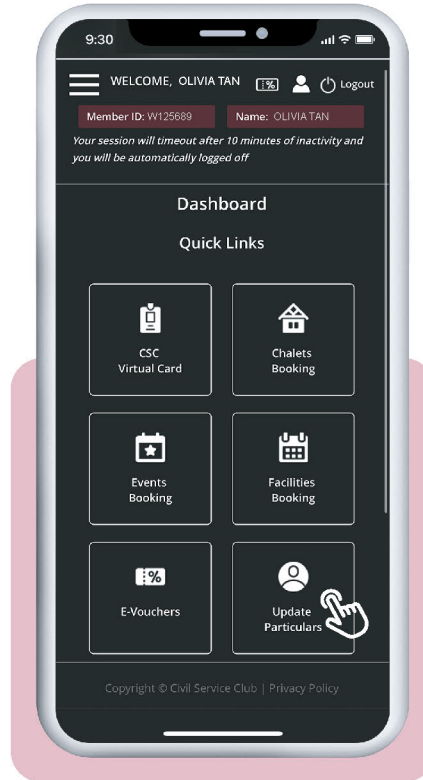 9:30
WELCOME, OLIVIA TAN
Logout
Member ID: W125689
Name: OLIVIA TAN
Your session will timeout after 10 minutes of inactivity and
you will be automatically logged off
Dashboard
Quick Links
CSC
Virtual Card
Chalets
Booking
Events
Booking
Facilities
Booking
E-Vouchers
Update
Particulars
Copyright © Civil Service Club | Privacy Policy